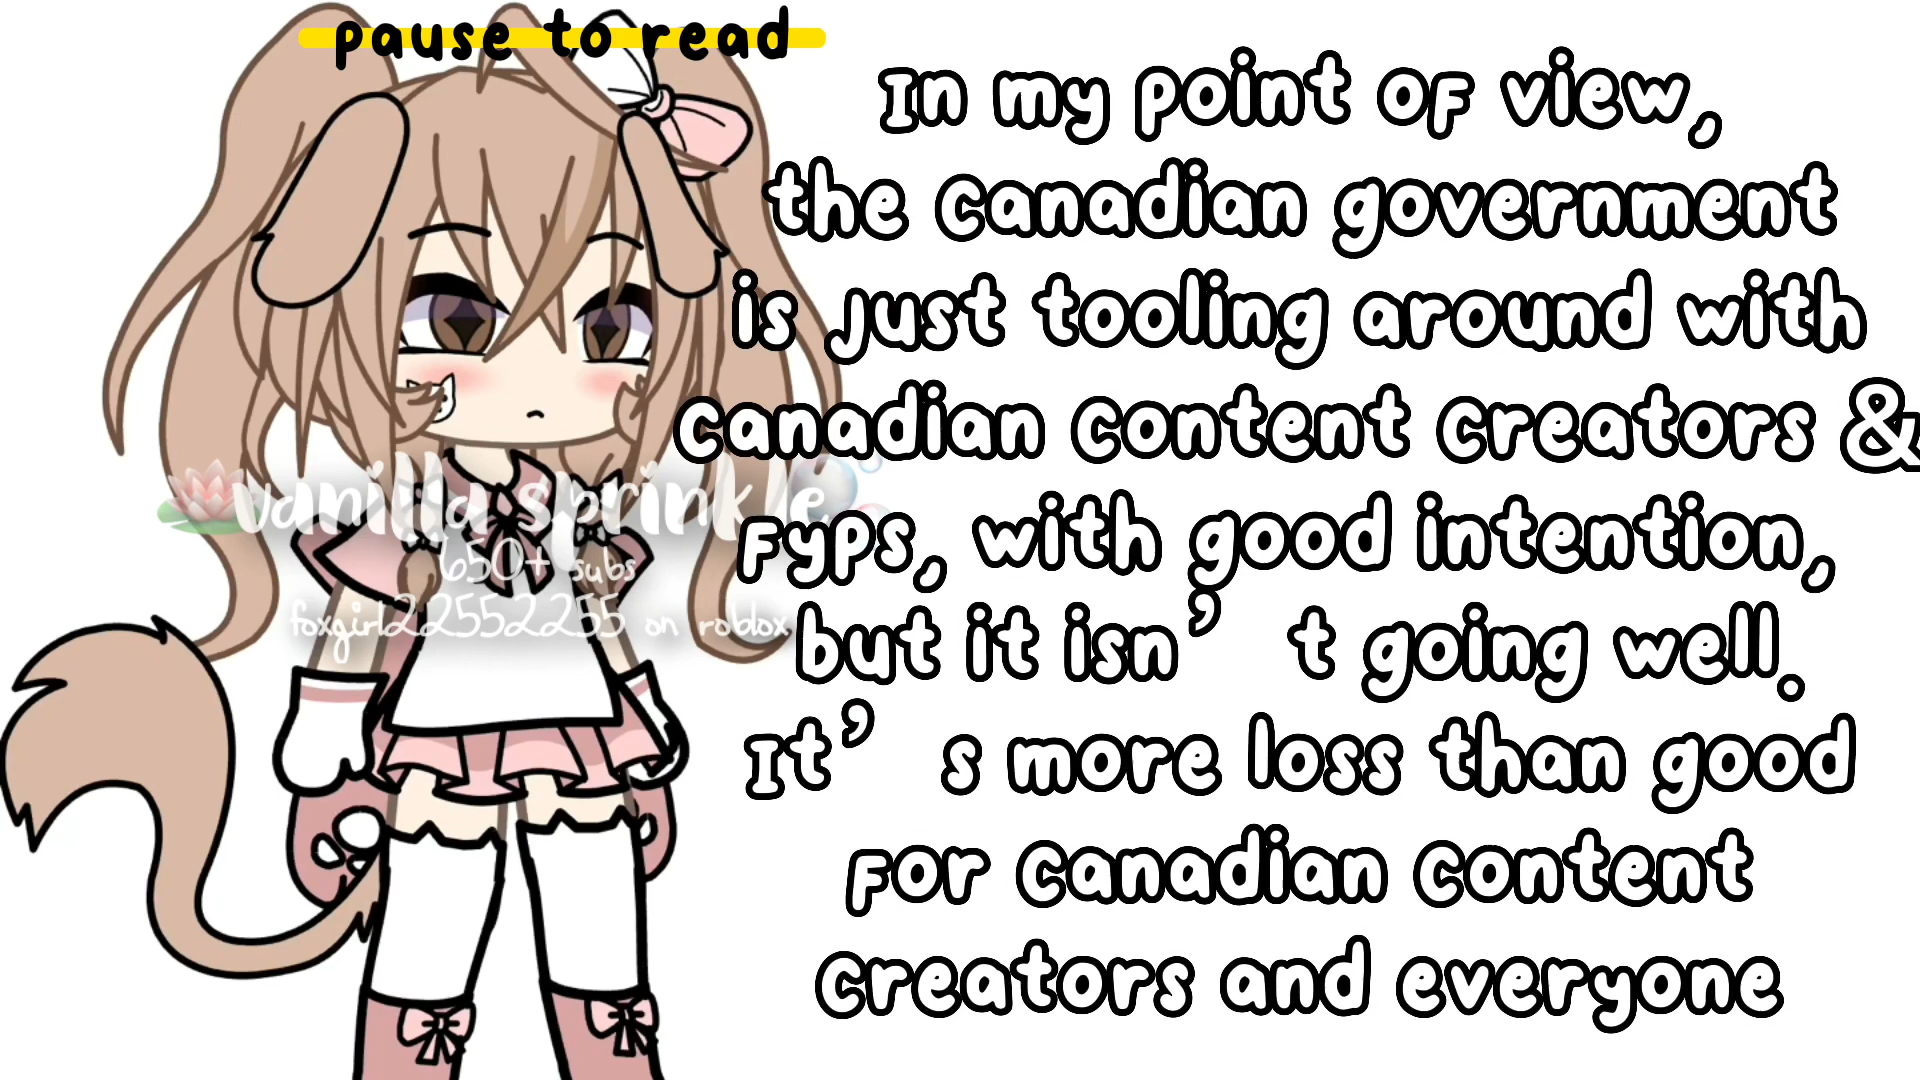 pause to read
In my point of view,
the Canadian government
is just tooling around with
Canadian Content Creators &
Fyps, with good intention,
but it isn’t going well.
It’s more loss than good
for Canadian Content
Creators and everyone
vanilla sprinkle
650+ subs
foxgirl22552255 on roblox